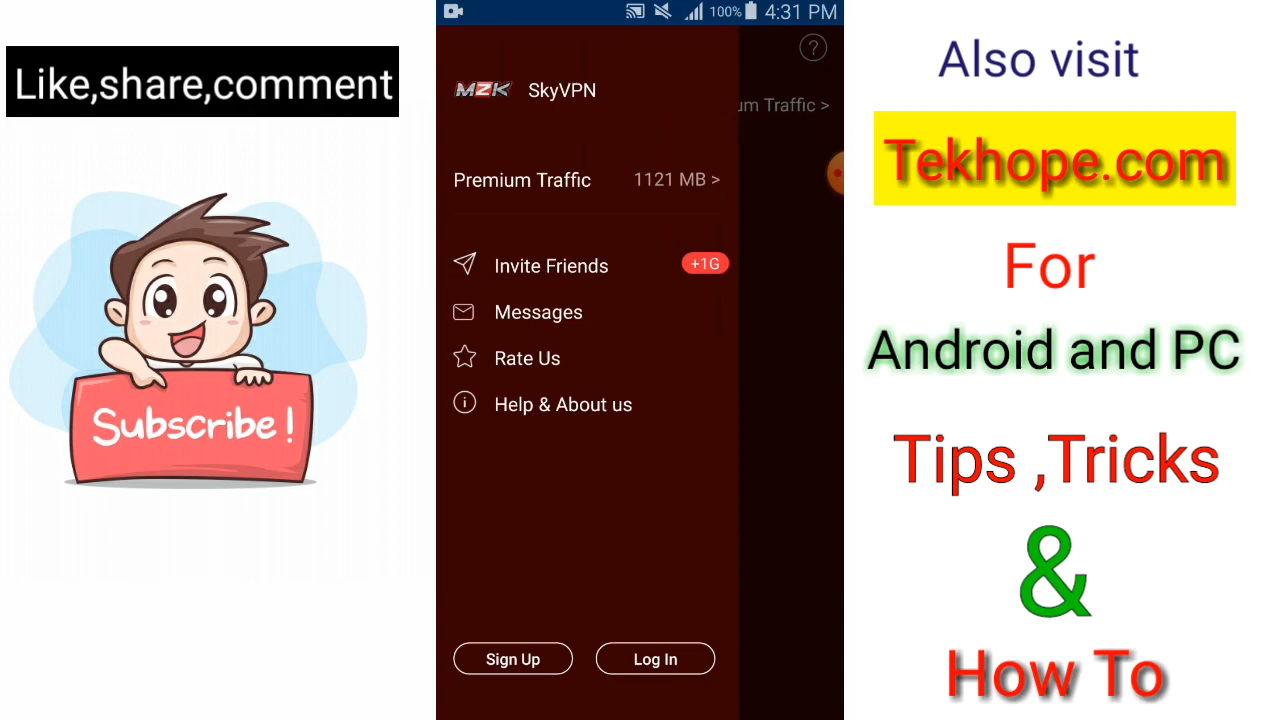 Like,share,comment
Subscribe !
100% 4:31 PM
MZK SkyVPN
?
um Traffic >
Premium Traffic 1121 MB >
Invite Friends +1G
Messages
Rate Us
Help & About us
Sign Up Log In
Also visit
Tekhope.com
For
Android and PC
Tips ,Tricks
&
How To